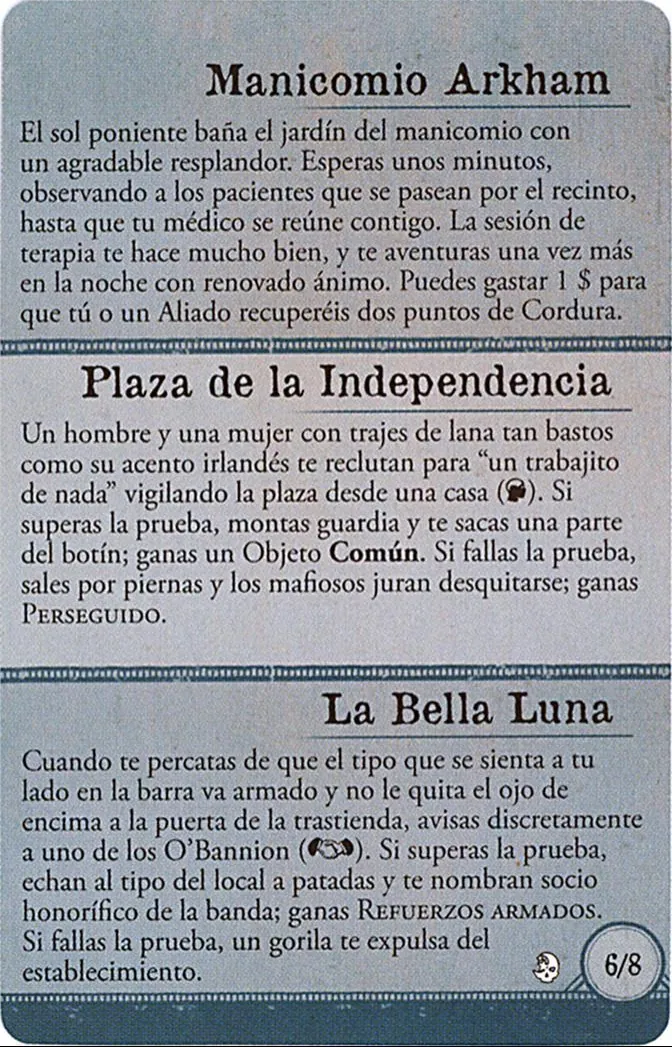 Manicomio Arkham
El sol poniente baña el jardín del manicomio con
un agradable resplandor. Esperas unos minutos,
observando a los pacientes que se pasean por el recinto,
hasta que tu médico se reúne contigo. La sesión de
terapia te hace mucho bien, y te aventuras una vez más
en la noche con renovado ánimo. Puedes gastar 1 $ para
que tú o un Aliado recuperéis dos puntos de Cordura.
Plaza de la Independencia
Un hombre y una mujer con trajes de lana tan bastos
como su acento irlandés te reclutan para “un trabajito
de nada” vigilando la plaza desde una casa (). Si
superas la prueba, montas guardia y te sacas una parte
del botín; ganas un Objeto Común. Si fallas la prueba,
sales por piernas y los mafiosos juran desquitarse; ganas
PERSEGUIDO.
La Bella Luna
Cuando te percatas de que el tipo que se sienta a tu
lado en la barra va armado y no le quita el ojo de
encima a la puerta de la trastienda, avisas discretamente
a uno de los O’Bannion (). Si superas la prueba,
echan al tipo del local a patadas y te nombran socio
honorífico de la banda; ganas REFUERZOS ARMADOS.
Si fallas la prueba, un gorila te expulsa del
establecimiento.
6/8